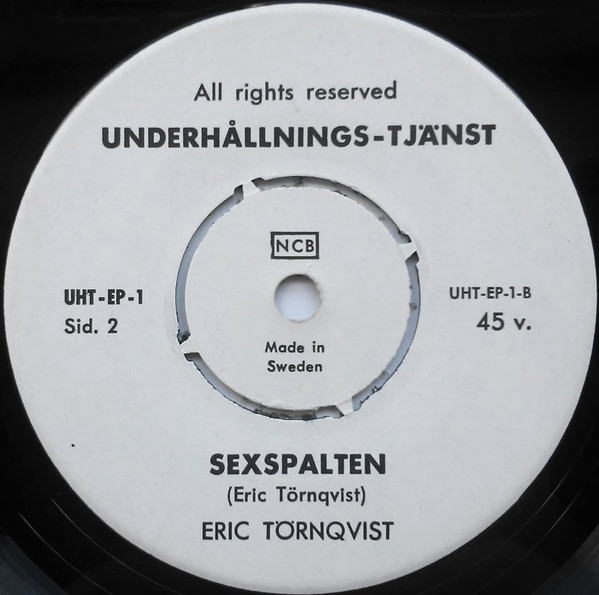 All rights reserved
UNDERHÅLLNINGS-TJÄNST
NCB
UHT-EP-1
Sid. 2
UHT-EP-1-B
45 v.
Made in
Sweden
SEXSPALTEN
(Eric Törnqvist)
ERIC TÖRNQVIST